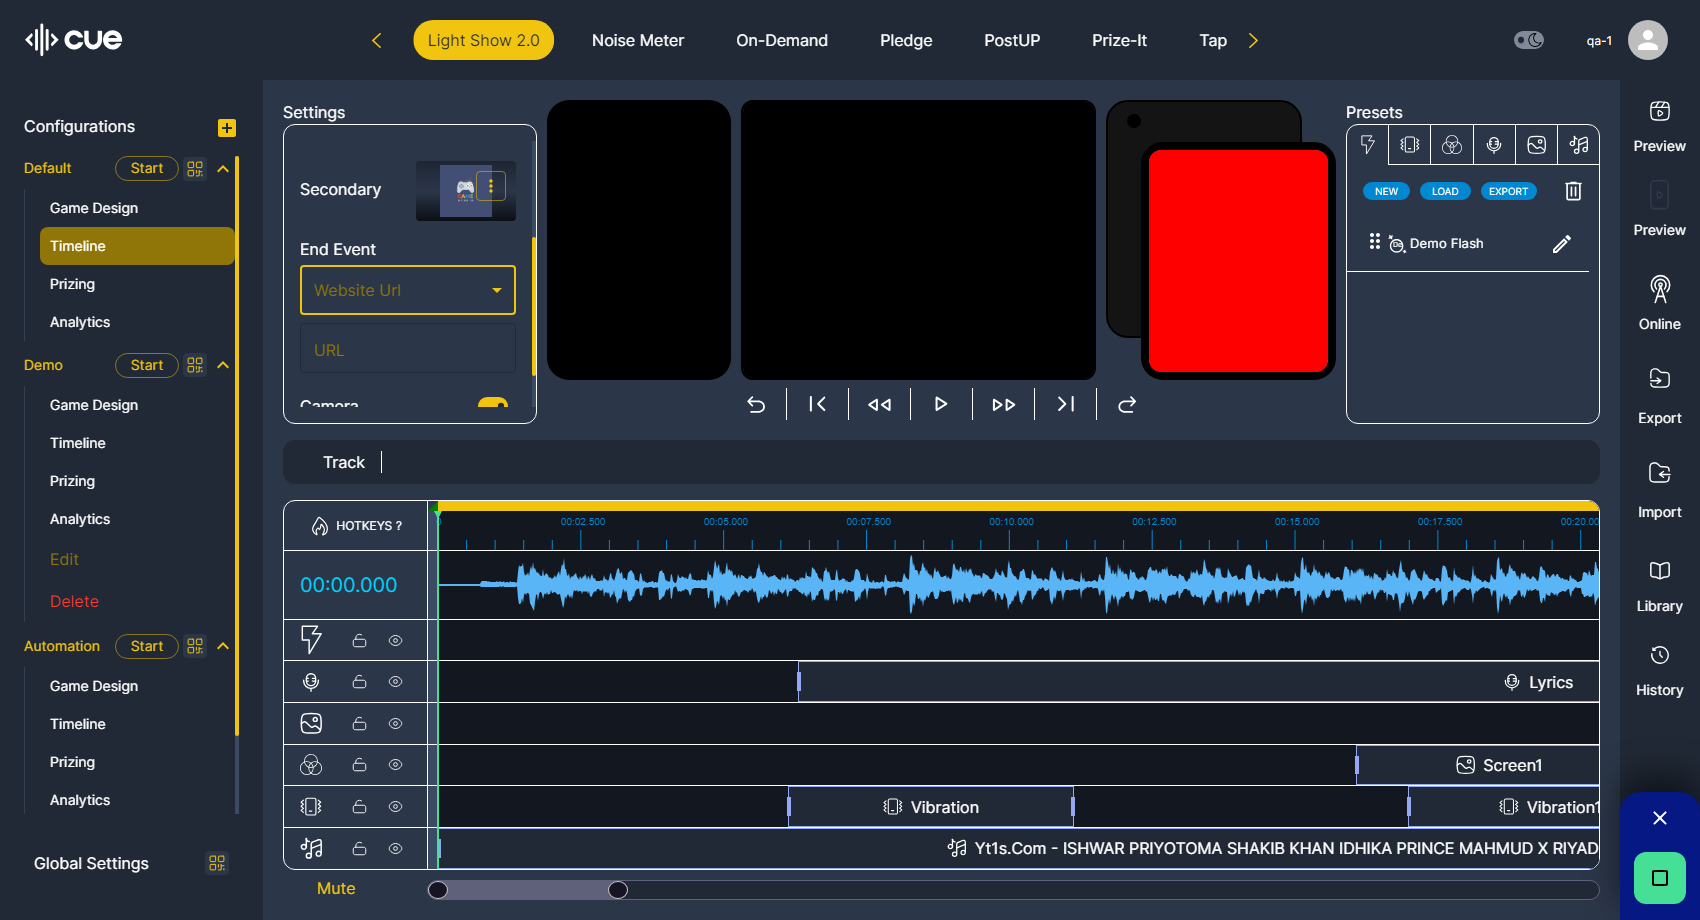 cue
Light Show 2.0
Noise Meter
On-Demand
Pledge
PostUP
Prize-It
Tap
qa-1
Configurations
Default
Start
Game Design
Timeline
Prizing
Analytics
Demo
Start
Game Design
Timeline
Prizing
Analytics
Edit
Delete
Automation
Start
Game Design
Timeline
Prizing
Analytics
Global Settings
Settings
Secondary
End Event
Website Url
URL
Camera
Presets
NEW
LOAD
EXPORT
Demo Flash
Preview
Preview
Online
Export
Import
Library
History
Track
HOTKEYS ?
00:02.500
00:05.000
00:07.500
00:10.000
00:12.500
00:15.000
00:17.500
00:20.00
00:00.000
Lyrics
Screen1
Vibration
Vibration1
Yt1s.Com - ISHWAR PRIYOTOMA SHAKIB KHAN IDHIKA PRINCE MAHMUD X RIYAD
Mute